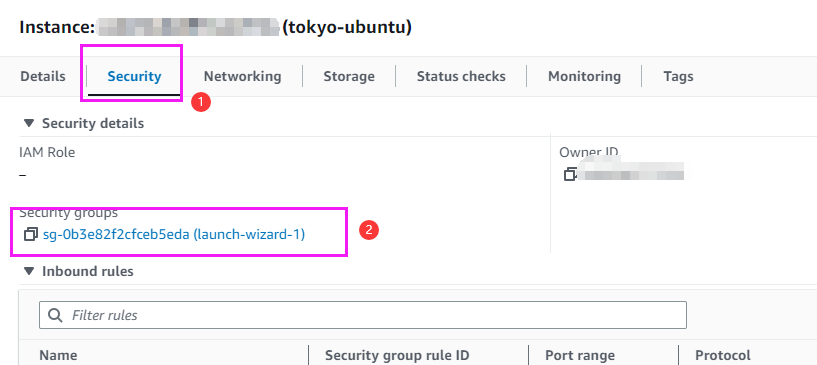 Instance: (tokyo-ubuntu)
Details Security Networking Storage Status checks Monitoring Tags
1
Security details
IAM Role Owner ID
–
Security groups
sg-0b3e82f2cfceb5eda (launch-wizard-1) 2
Inbound rules
Filter rules
Name Security group rule ID Port range Protocol